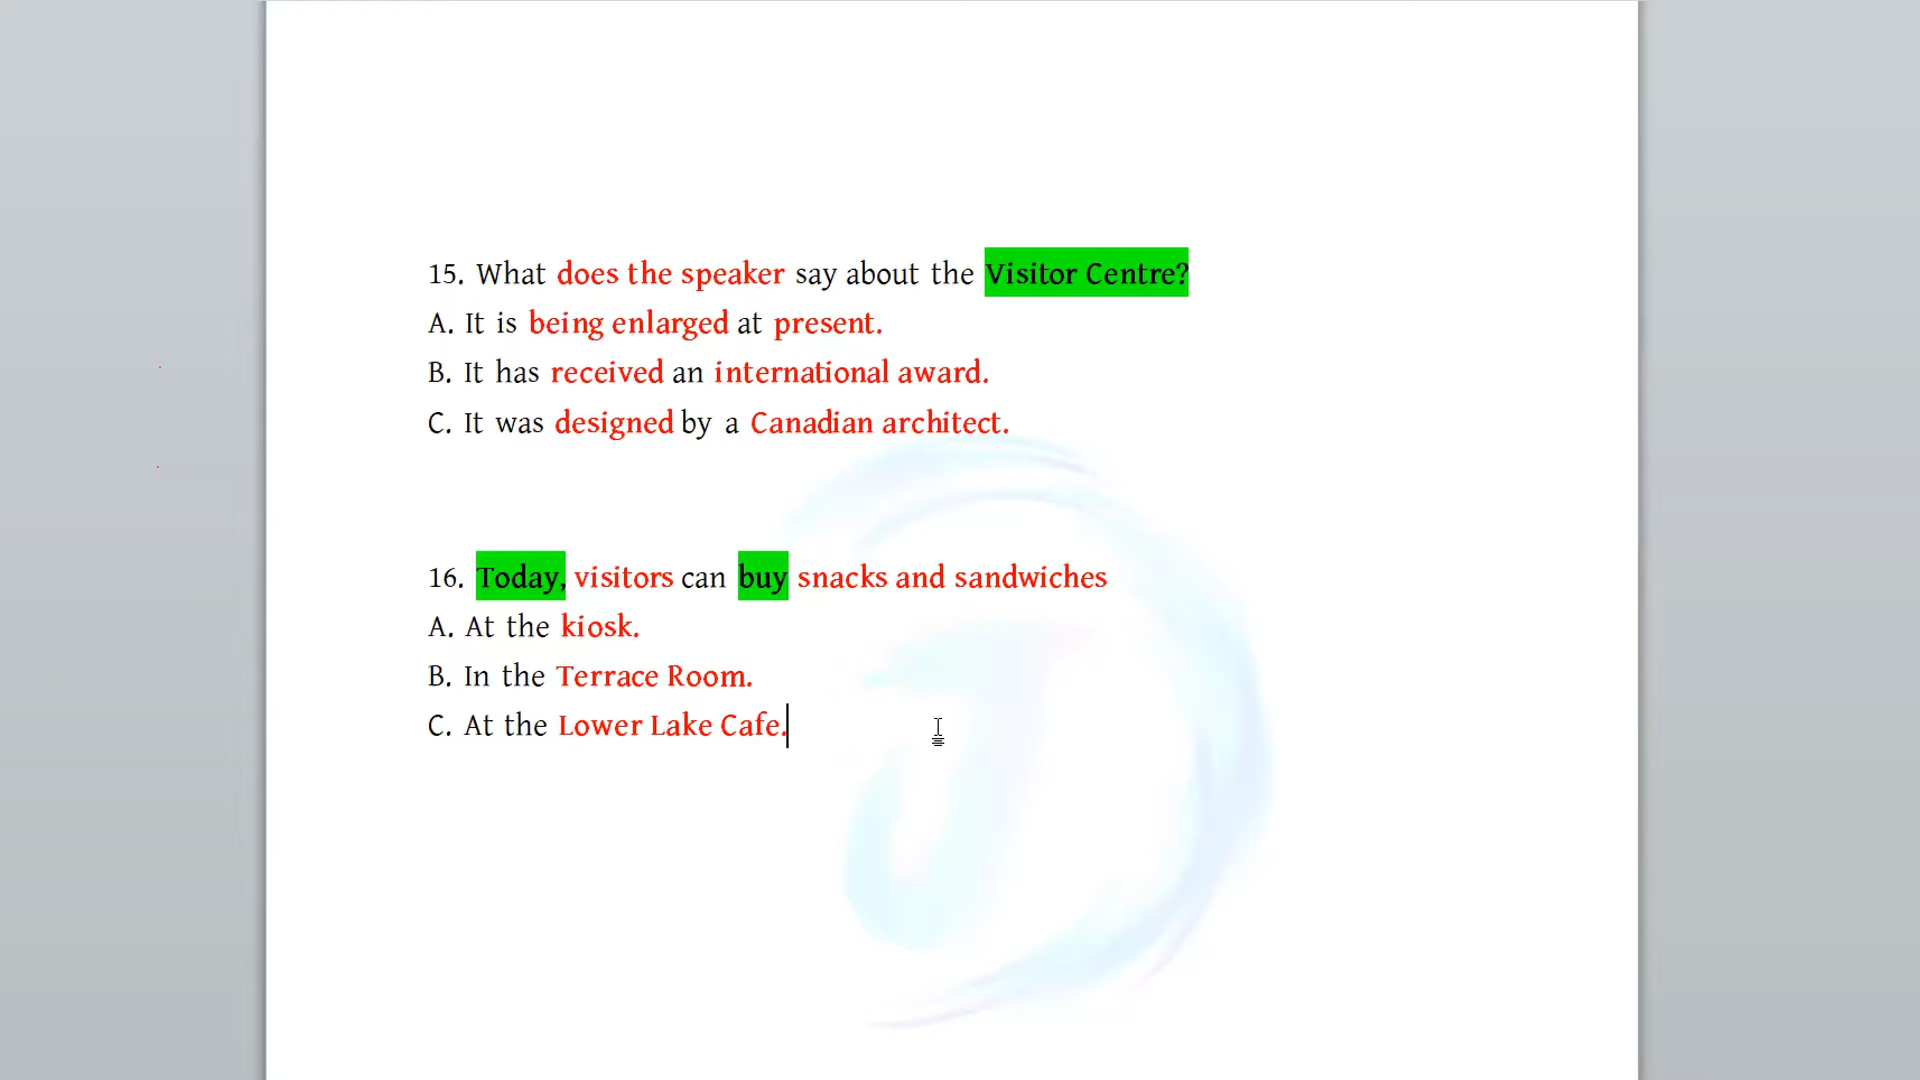 15. What does the speaker say about the Visitor Centre?
A. It is being enlarged at present.
B. It has received an international award.
C. It was designed by a Canadian architect.
16. Today, visitors can buy snacks and sandwiches
A. At the kiosk.
B. In the Terrace Room.
C. At the Lower Lake Cafe.